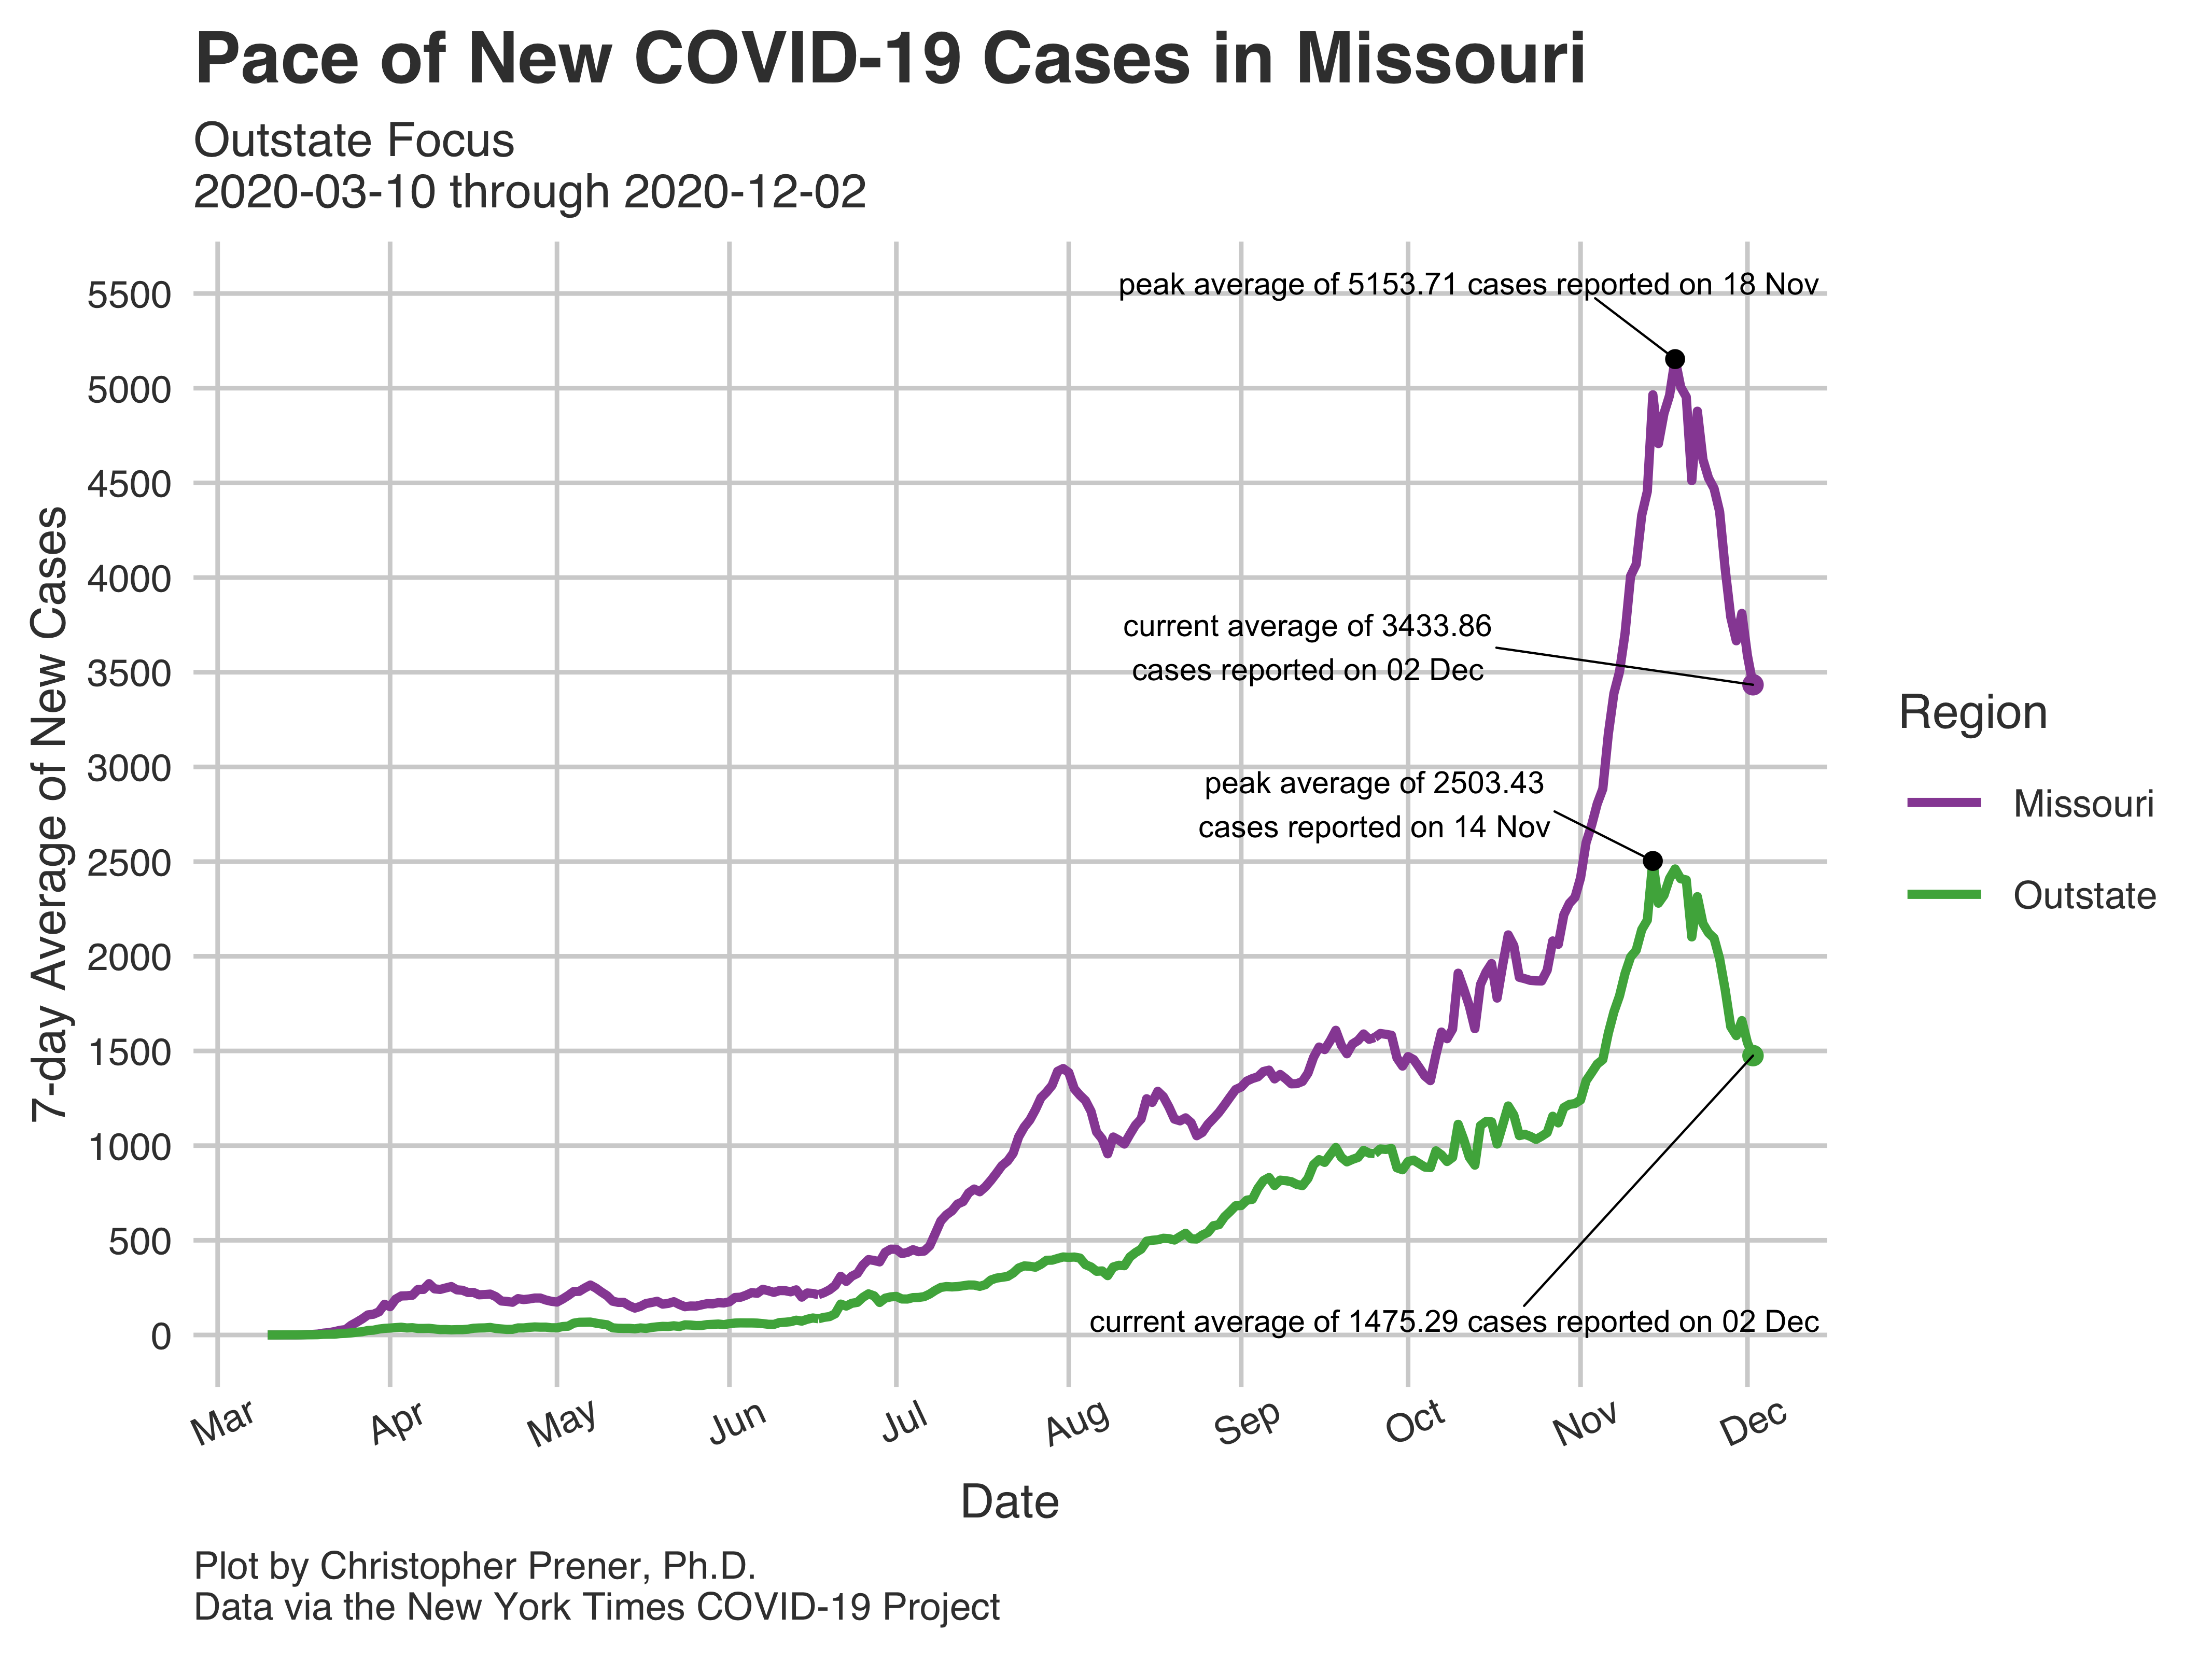 Pace of New COVID-19 Cases in Missouri
Outstate Focus
2020-03-10 through 2020-12-02
7-day Average of New Cases
5500
5000
4500
4000
3500
3000
2500
2000
1500
1000
500
0
peak average of 5153.71 cases reported on 18 Nov
current average of 3433.86
cases reported on 02 Dec
peak average of 2503.43
cases reported on 14 Nov
current average of 1475.29 cases reported on 02 Dec
Region
Missouri
Outstate
Mar
Apr
May
Jun
Jul
Aug
Sep
Oct
Nov
Dec
Date
Plot by Christopher Prener, Ph.D.
Data via the New York Times COVID-19 Project